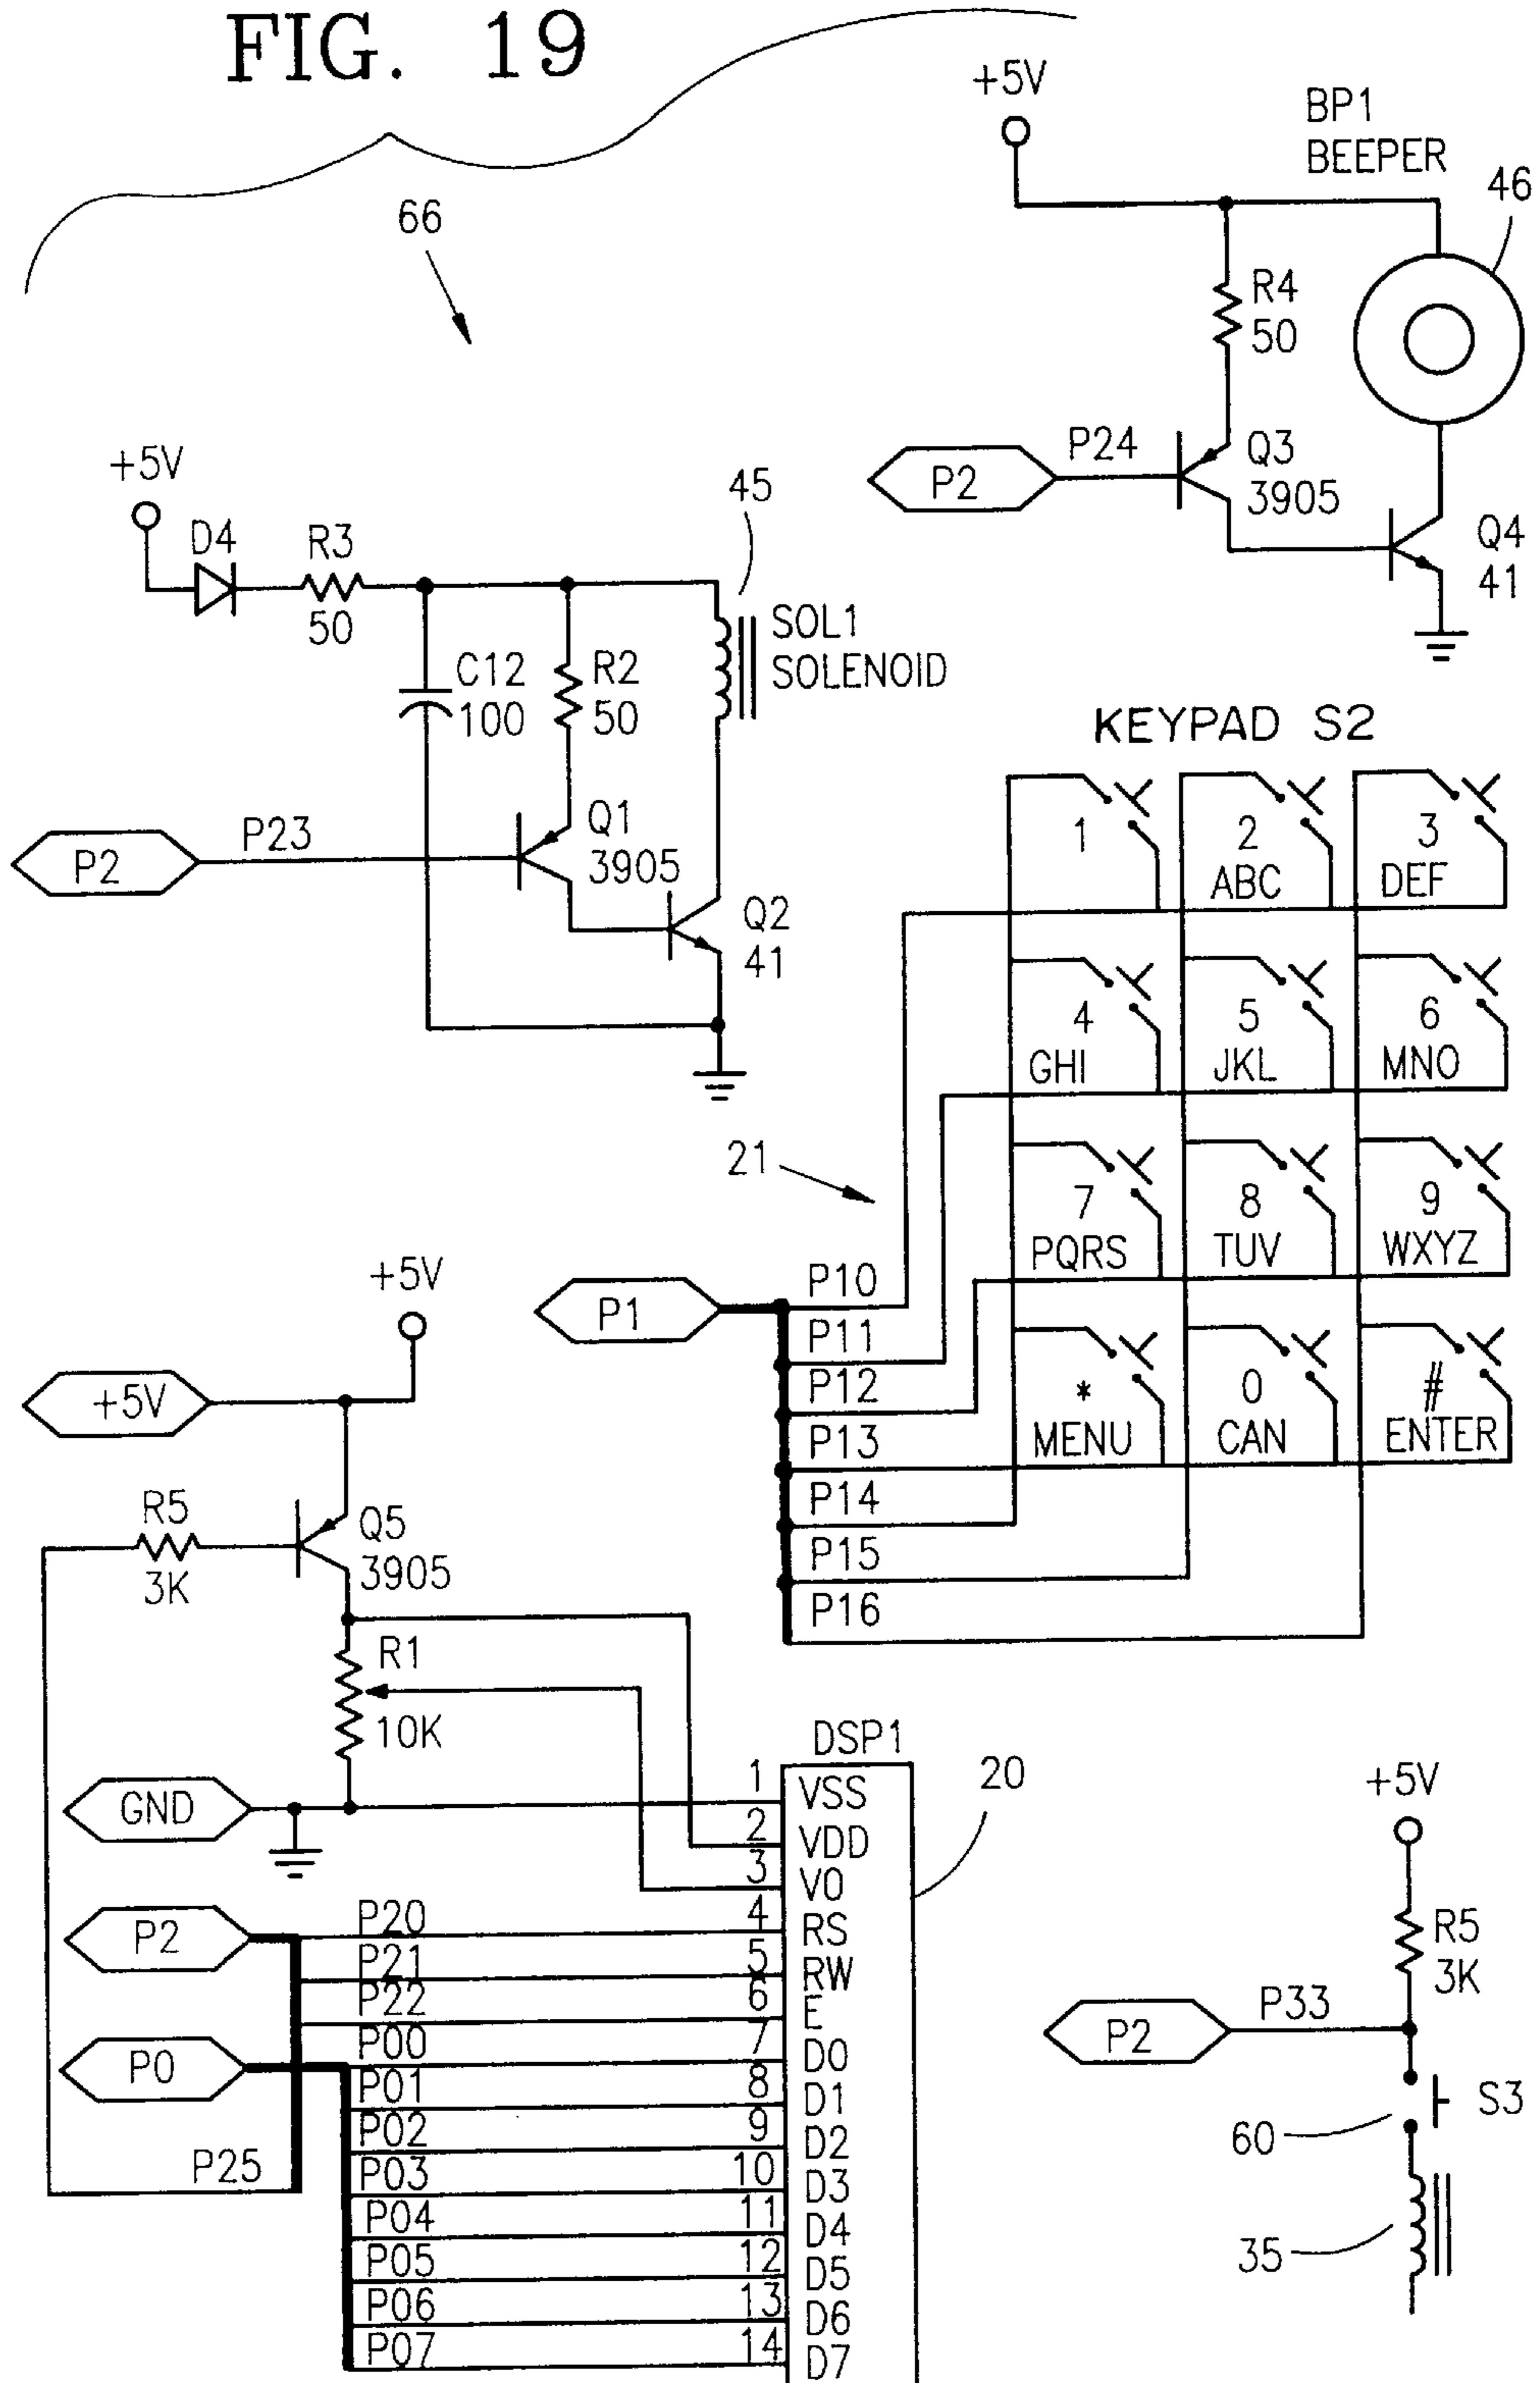 FIG. 19
66
+5V
BP1
BEEPER
46
R4
50
P2
P24
Q3
3905
Q4
41
+5V
D4
R3
50
45
C12
100
R2
50
SOL1
SOLENOID
P2
P23
Q1
3905
Q2
41
KEYPAD S2
1
2
ABC
3
DEF
4
GHI
5
JKL
6
MNO
7
PQRS
8
TUV
9
WXYZ
*
MENU
0
CAN
#
ENTER
21
P1
P10
P11
P12
P13
P14
P15
P16
+5V
+5V
R5
3K
Q5
3905
R1
10K
GND
DSP1
20
1 VSS
2 VDD
3 V0
P2
P20 4 RS
P21 5 RW
P22 6 E
P0
P00 7 D0
P01 8 D1
P02 9 D2
P25
P03 10 D3
P04 11 D4
P05 12 D5
P06 13 D6
P07 14 D7
+5V
R5
3K
P2
P33
60
S3
35